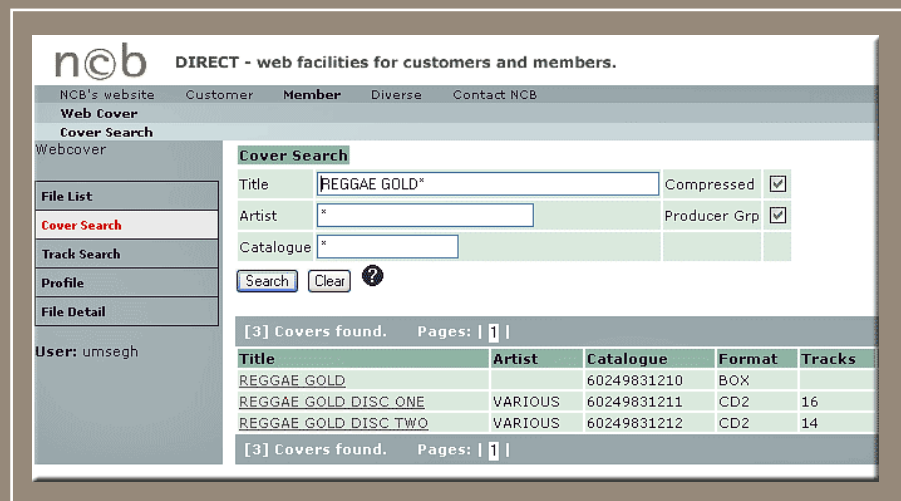 n©b DIRECT - web facilities for customers and members.
NCB's website Customer Member Diverse Contact NCB
Web Cover
Cover Search
Webcover
File List
Cover Search
Track Search
Profile
File Detail
User: umsegh
Cover Search
Title REGGAE GOLD* Compressed
Artist * Producer Grp
Catalogue *
Search Clear ?
[3] Covers found. Pages: | 1 |
Title Artist Catalogue Format Tracks
REGGAE GOLD 60249831210 BOX
REGGAE GOLD DISC ONE VARIOUS 60249831211 CD2 16
REGGAE GOLD DISC TWO VARIOUS 60249831212 CD2 14
[3] Covers found. Pages: | 1 |